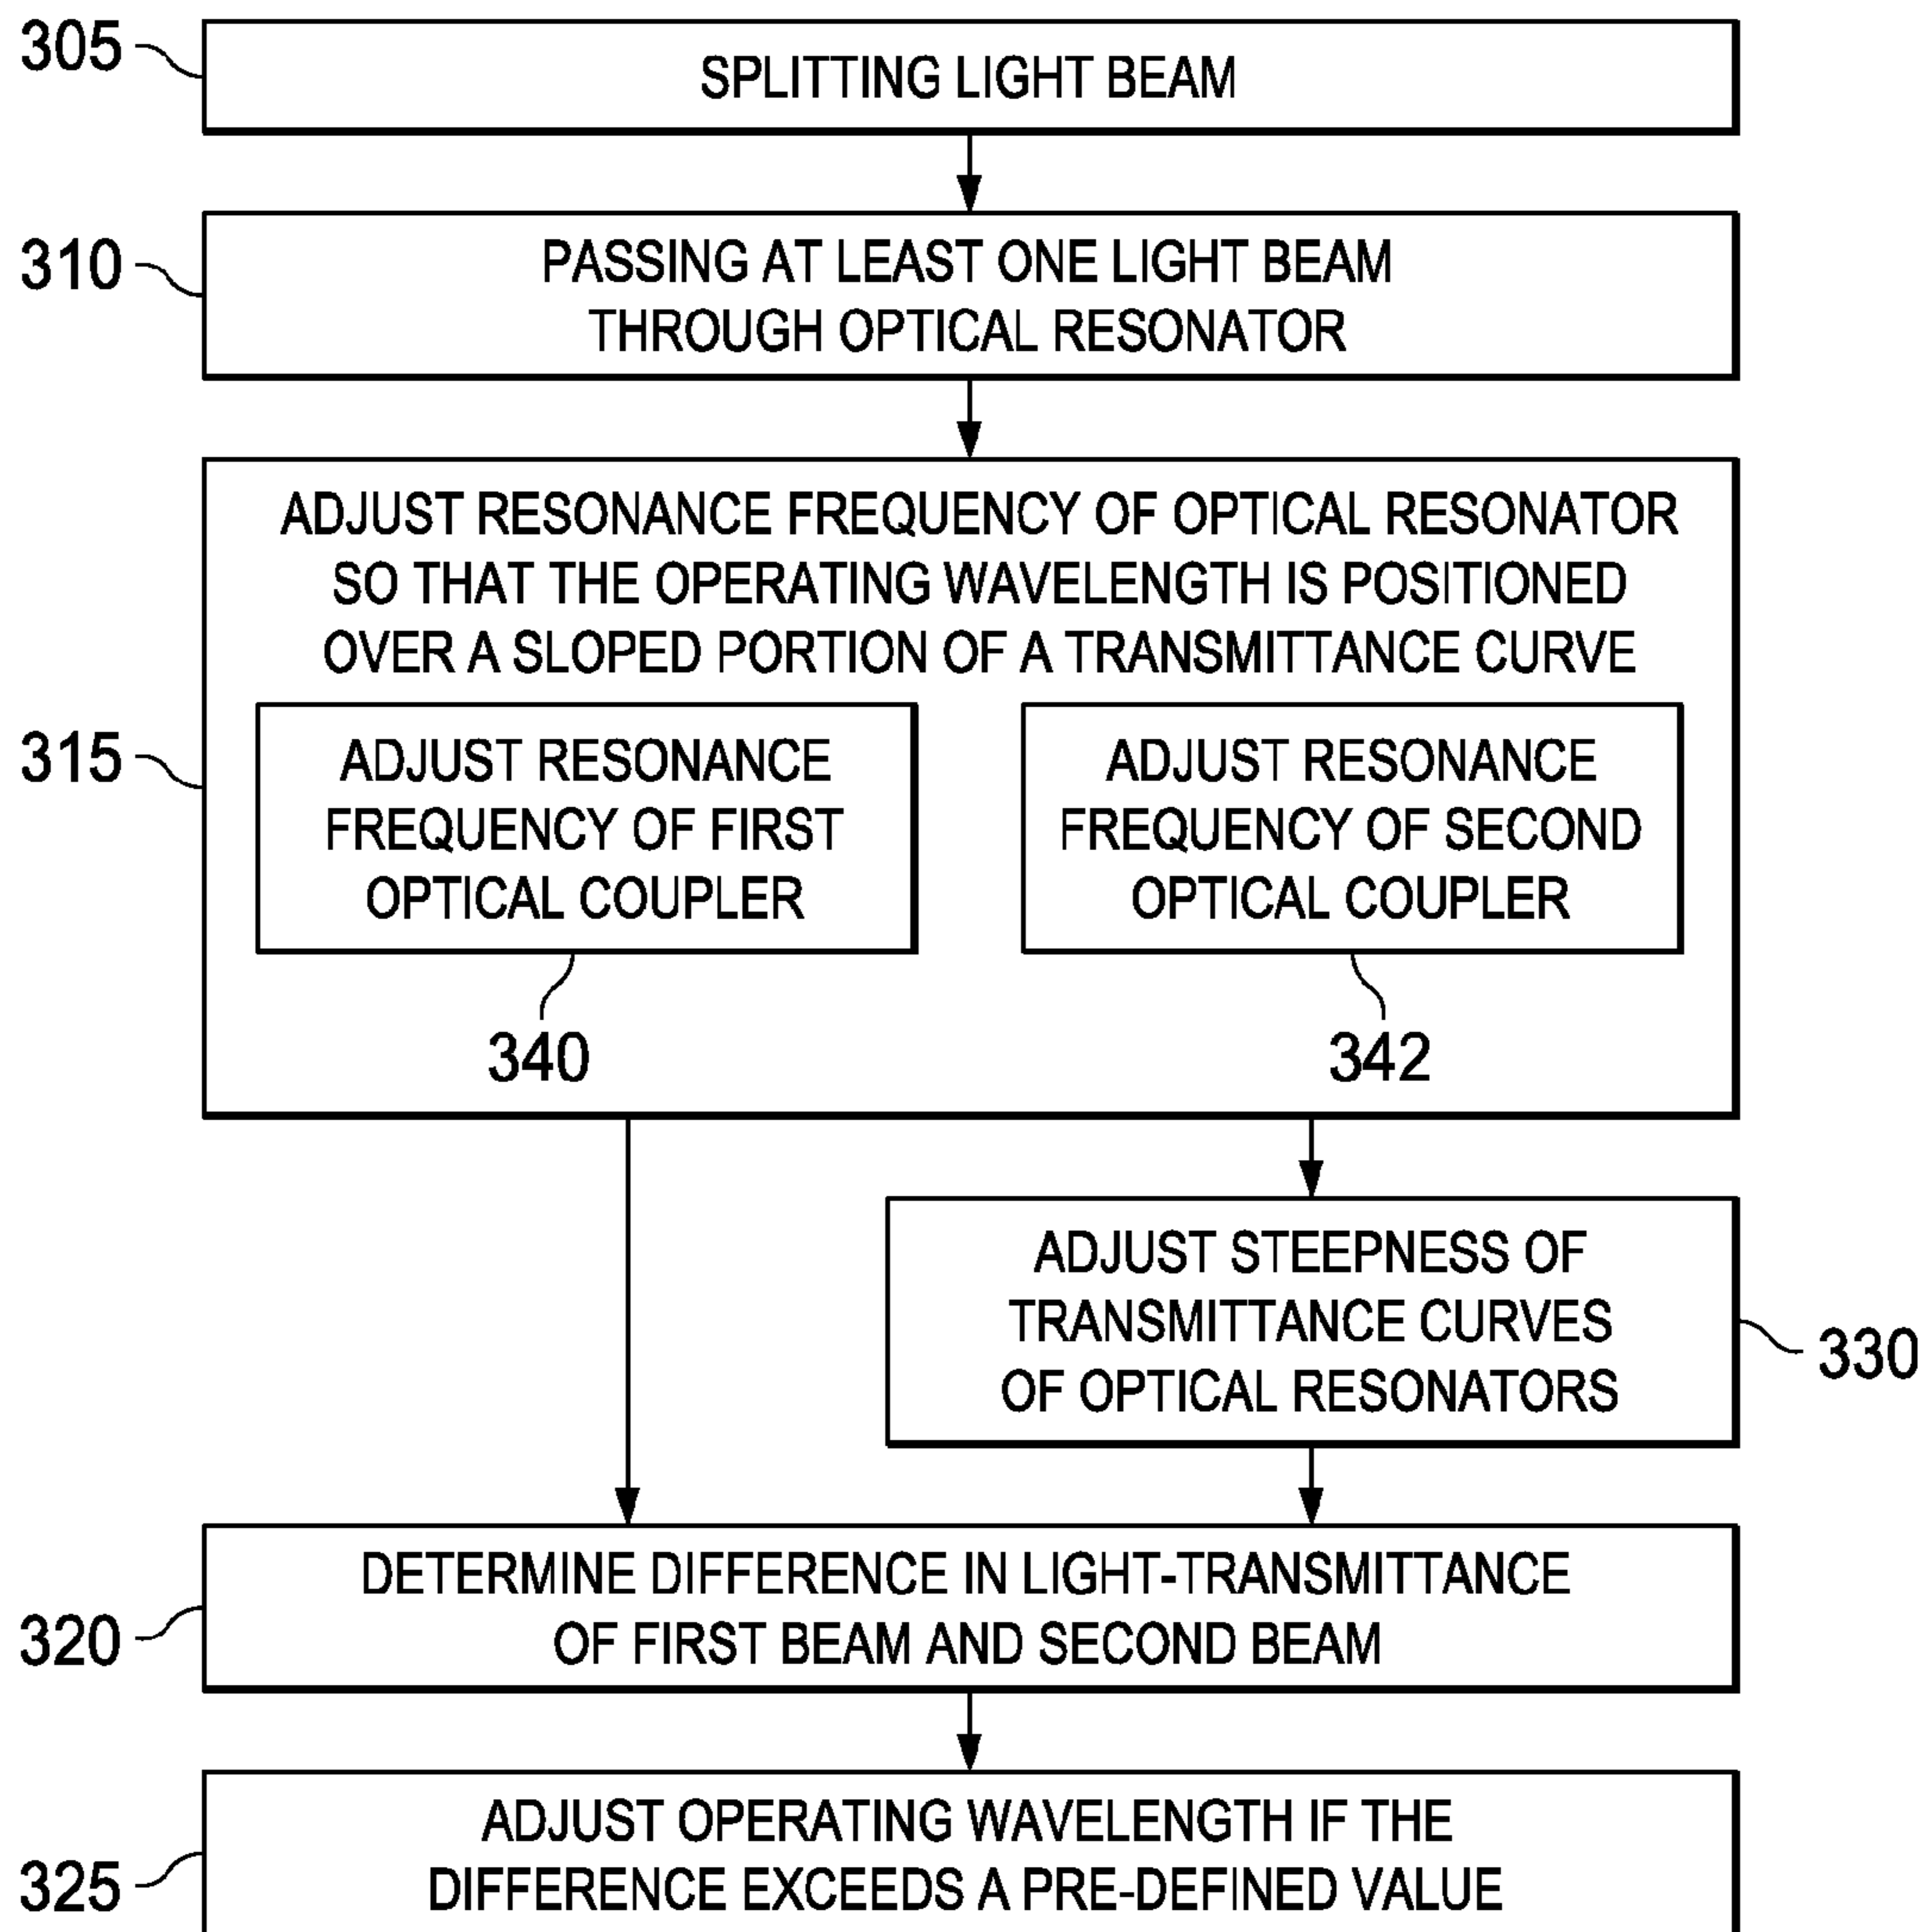 305
SPLITTING LIGHT BEAM
310
PASSING AT LEAST ONE LIGHT BEAM
THROUGH OPTICAL RESONATOR
315
ADJUST RESONANCE FREQUENCY OF OPTICAL RESONATOR
SO THAT THE OPERATING WAVELENGTH IS POSITIONED
OVER A SLOPED PORTION OF A TRANSMITTANCE CURVE
ADJUST RESONANCE
FREQUENCY OF FIRST
OPTICAL COUPLER
340
ADJUST RESONANCE
FREQUENCY OF SECOND
OPTICAL COUPLER
342
ADJUST STEEPNESS OF
TRANSMITTANCE CURVES
OF OPTICAL RESONATORS
330
320
DETERMINE DIFFERENCE IN LIGHT-TRANSMITTANCE
OF FIRST BEAM AND SECOND BEAM
325
ADJUST OPERATING WAVELENGTH IF THE
DIFFERENCE EXCEEDS A PRE-DEFINED VALUE